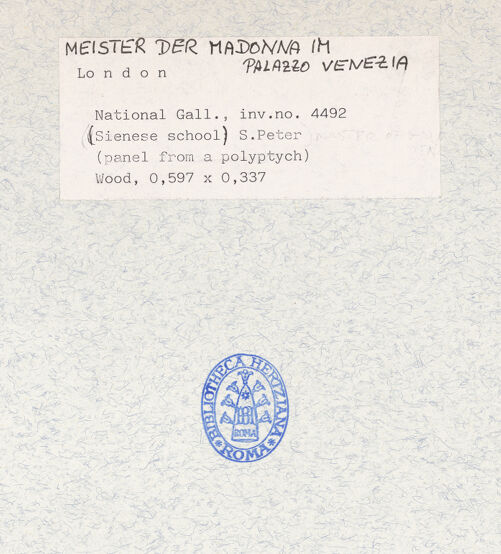 MEISTER DER MADONNA IM
PALAZZO VENEZIA
London
National Gall., inv.no. 4492
(Sienese school) S.Peter
(panel from a polyptych)
Wood, 0,597 x 0,337
BIBLIOTHECA HERTZIANA
ROMA
ROMA